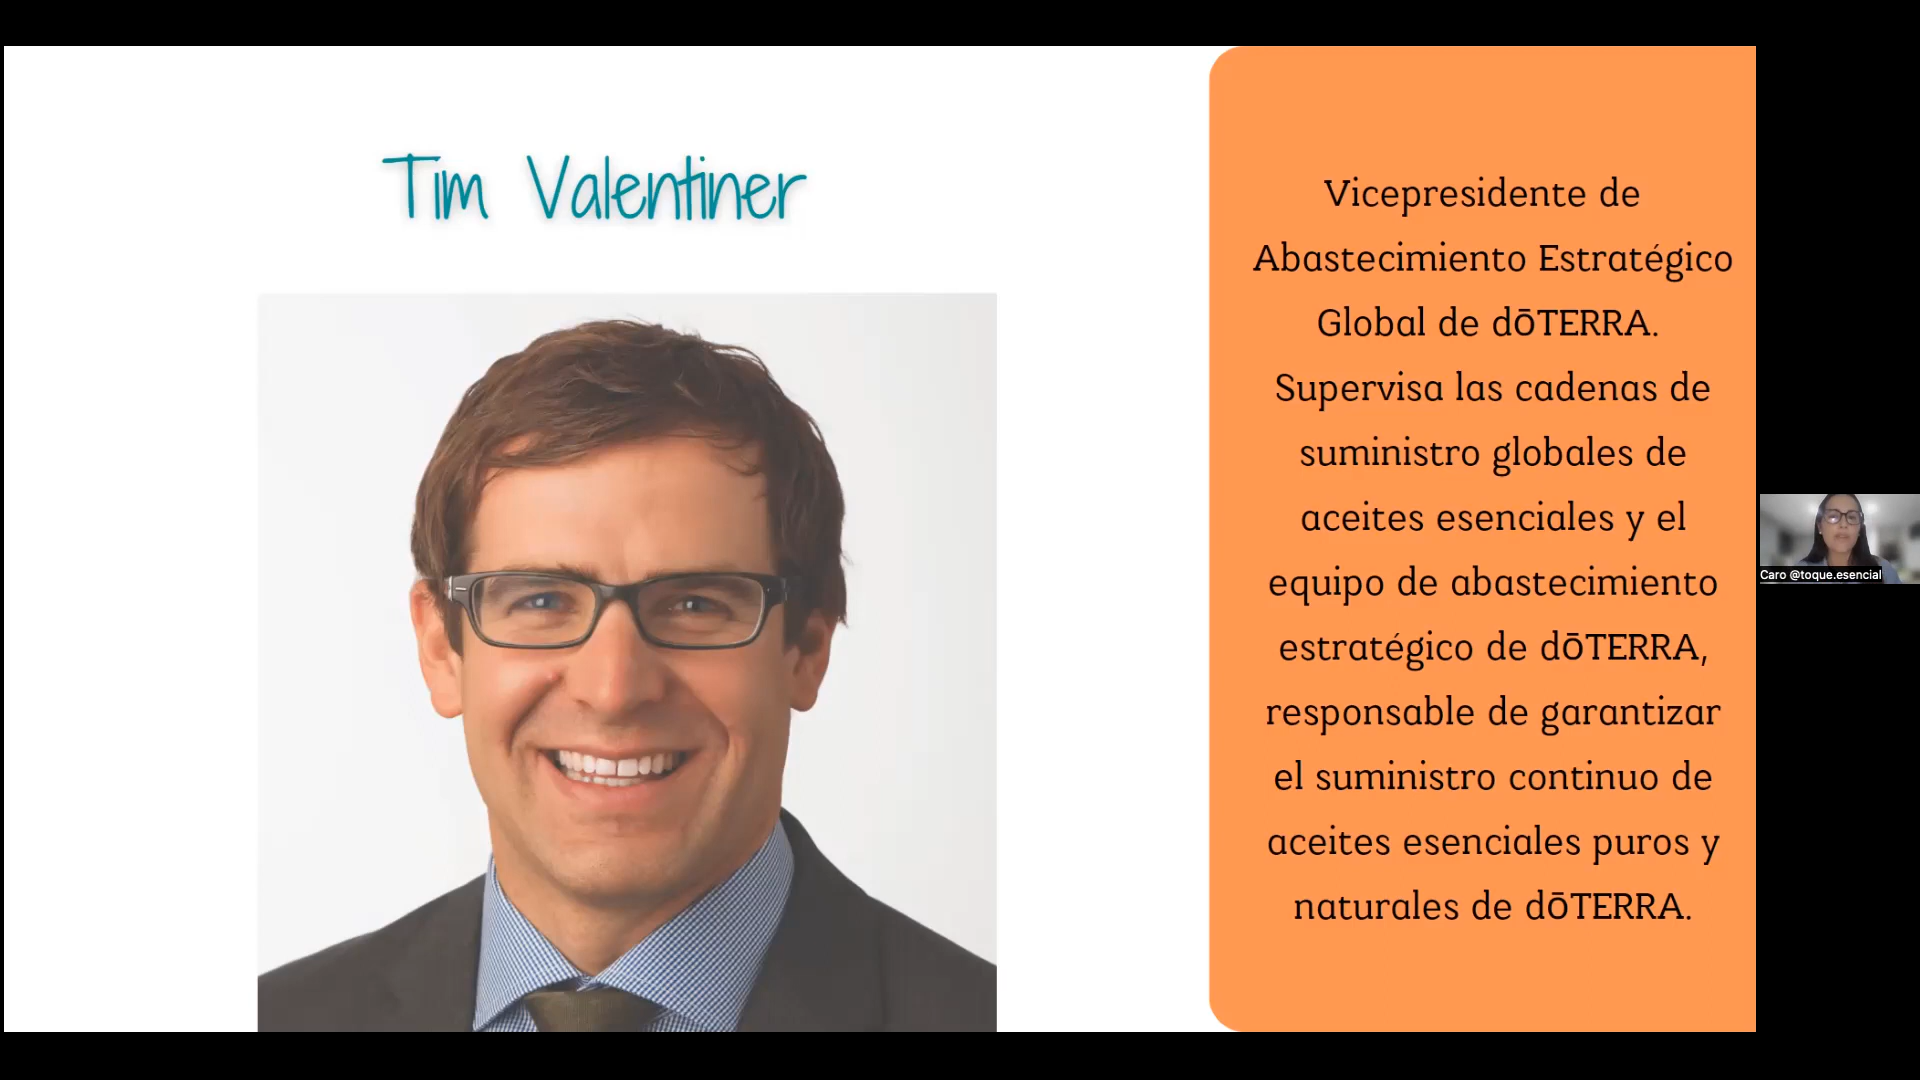 Tim Valentiner
Vicepresidente de
Abastecimiento Estratégico
Global de dōTERRA.
Supervisa las cadenas de
suministro globales de
aceites esenciales y el
equipo de abastecimiento
estratégico de dōTERRA,
responsable de garantizar
el suministro continuo de
aceites esenciales puros y
naturales de dōTERRA.
Caro @toque.esencial